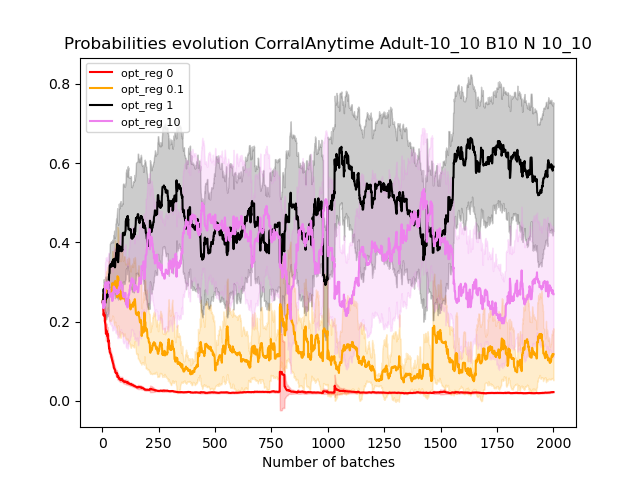 Probabilities evolution CorralAnytime Adult-10_10 B10 N 10_10
opt_reg 0
opt_reg 0.1
opt_reg 1
opt_reg 10
0.8
0.6
0.4
0.2
0.0
0 250 500 750 1000 1250 1500 1750 2000
Number of batches